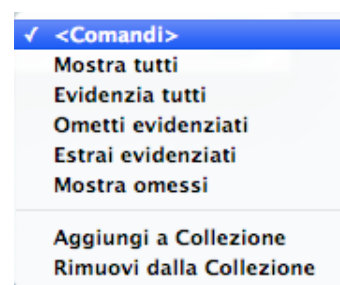 ✓ <Comandi>
Mostra tutti
Evidenzia tutti
Ometti evidenziati
Estrai evidenziati
Mostra omessi
Aggiungi a Collezione
Rimuovi dalla Collezione